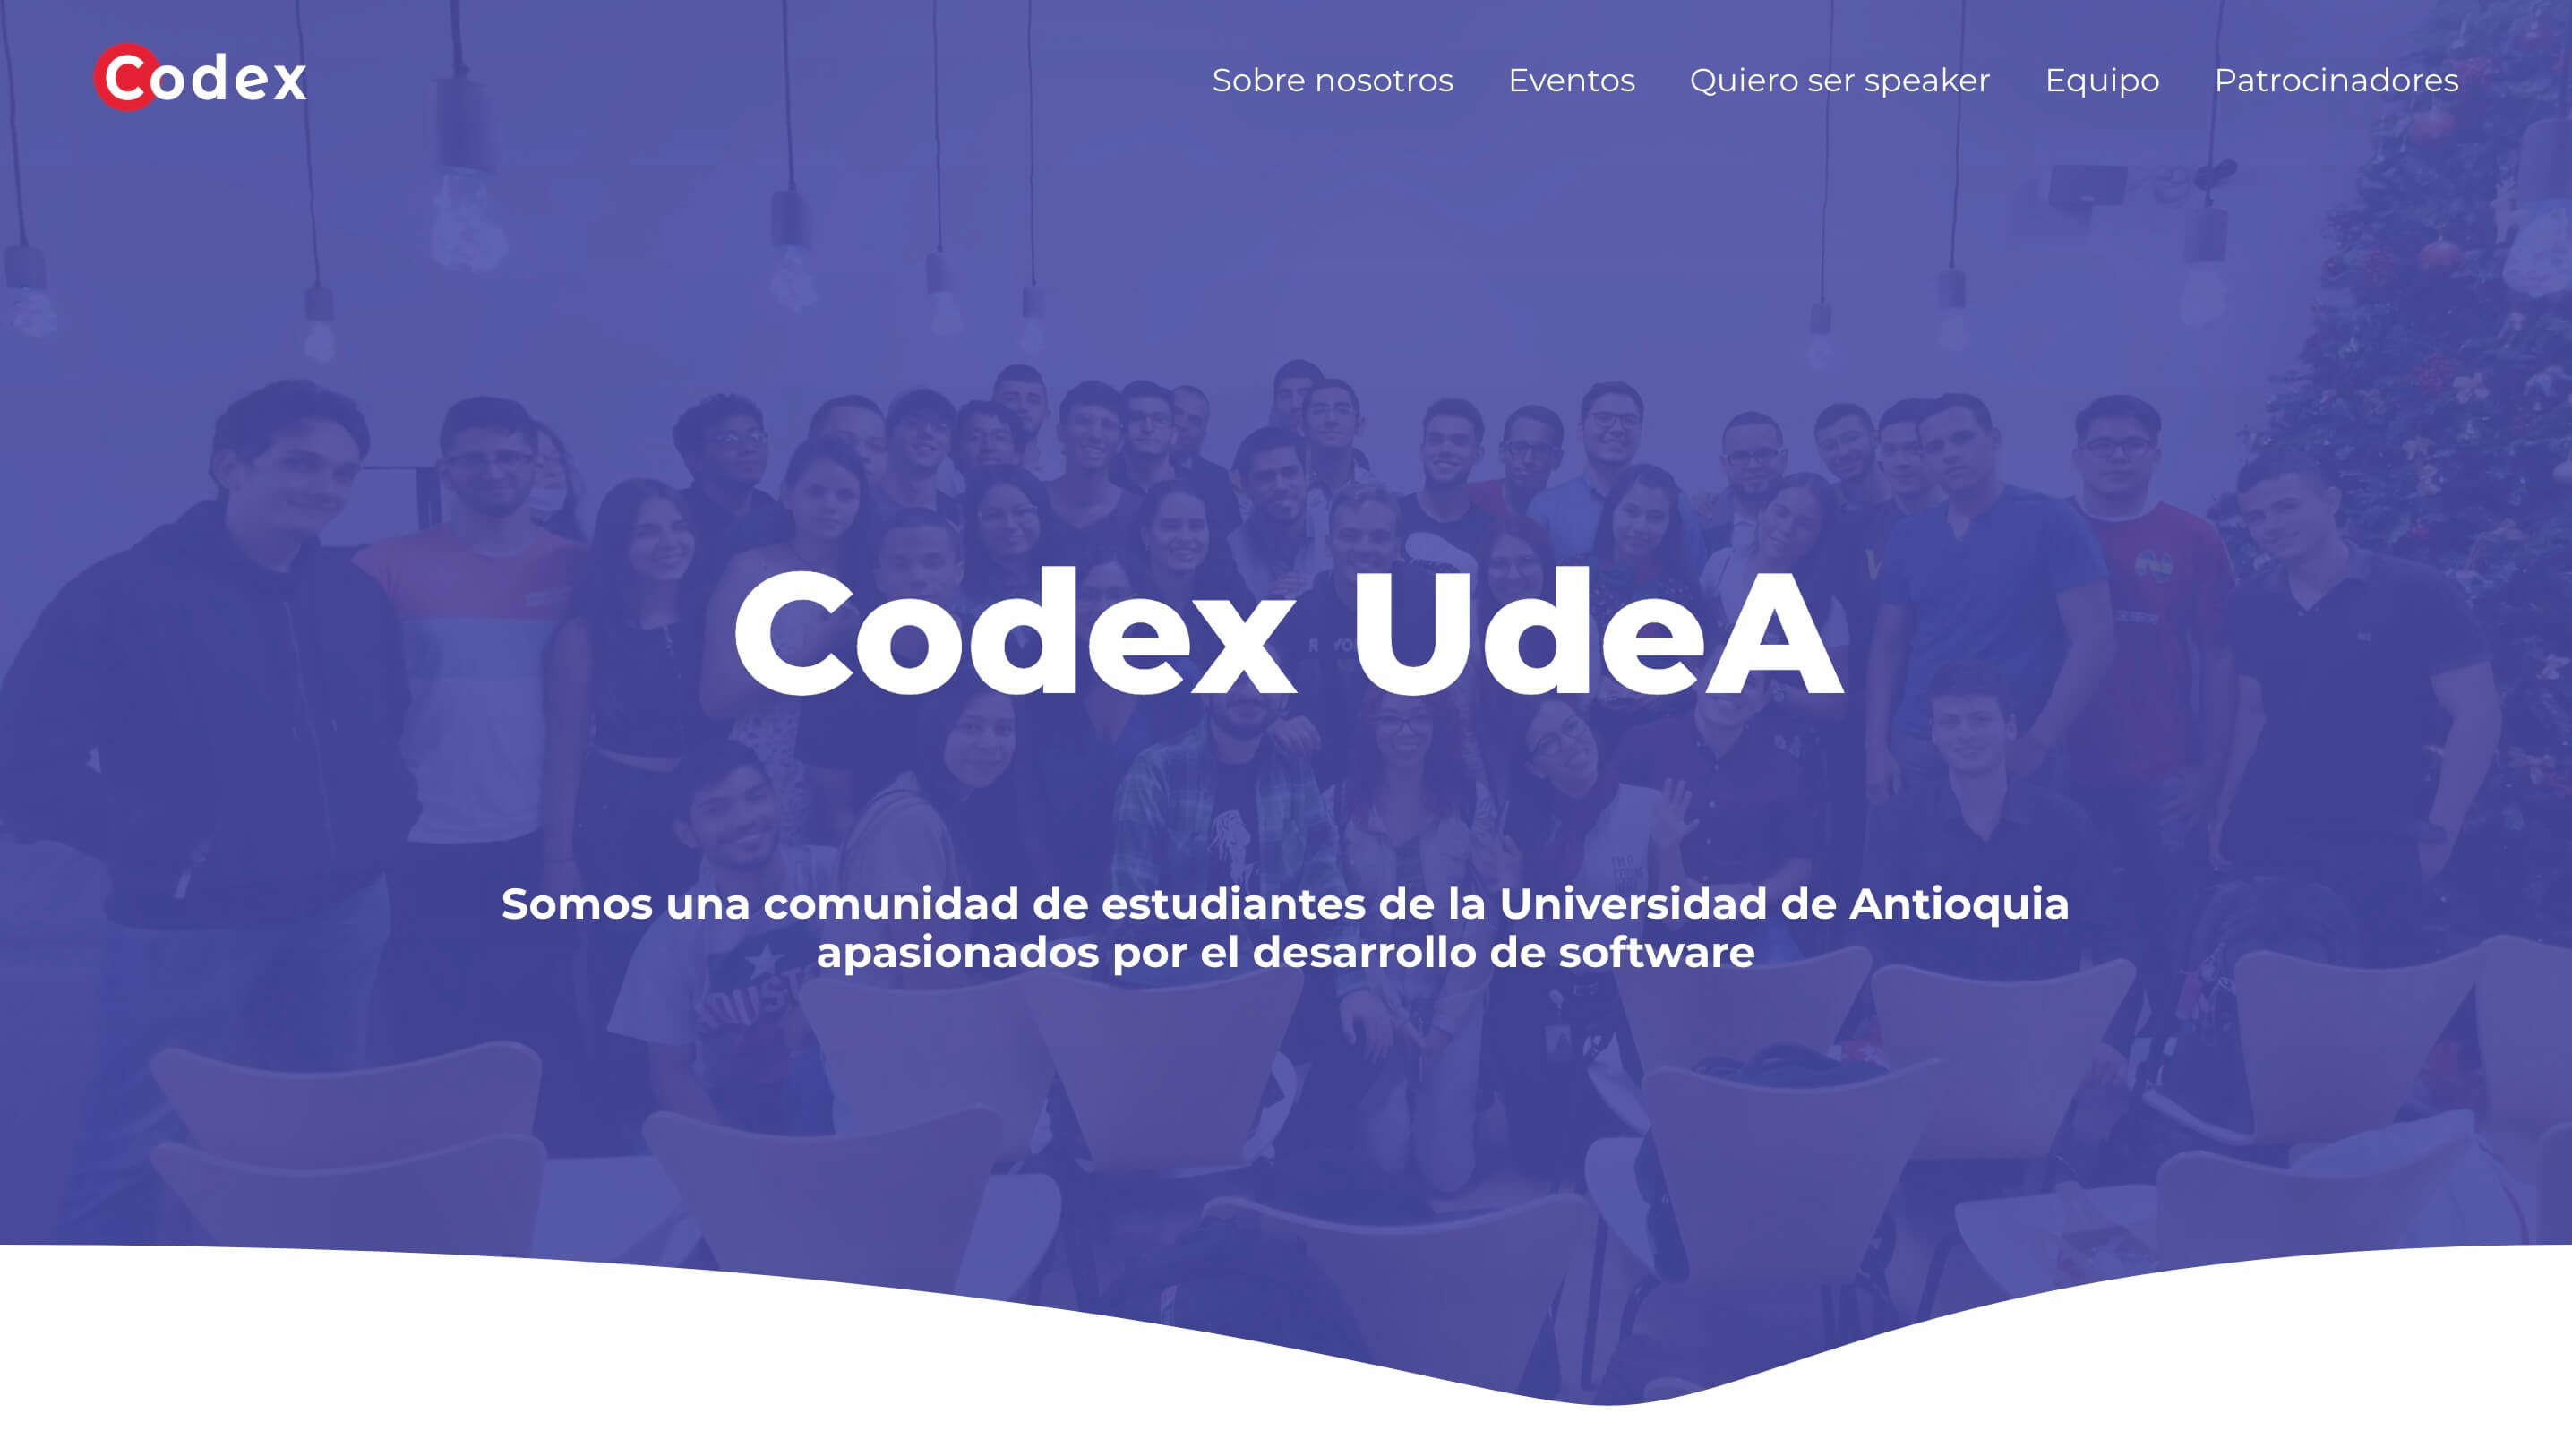 Codex
Sobre nosotros Eventos Quiero ser speaker Equipo Patrocinadores
Codex UdeA
Somos una comunidad de estudiantes de la Universidad de Antioquia
apasionados por el desarrollo de software